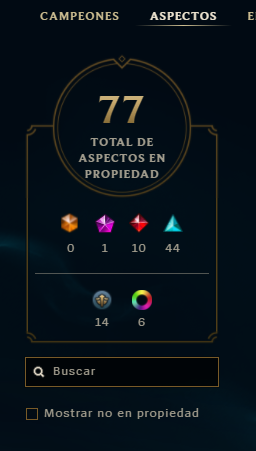 CAMPEONES ASPECTOS E
77
TOTAL DE
ASPECTOS EN
PROPIEDAD
0 1 10 44
14 6
Buscar
Mostrar no en propiedad